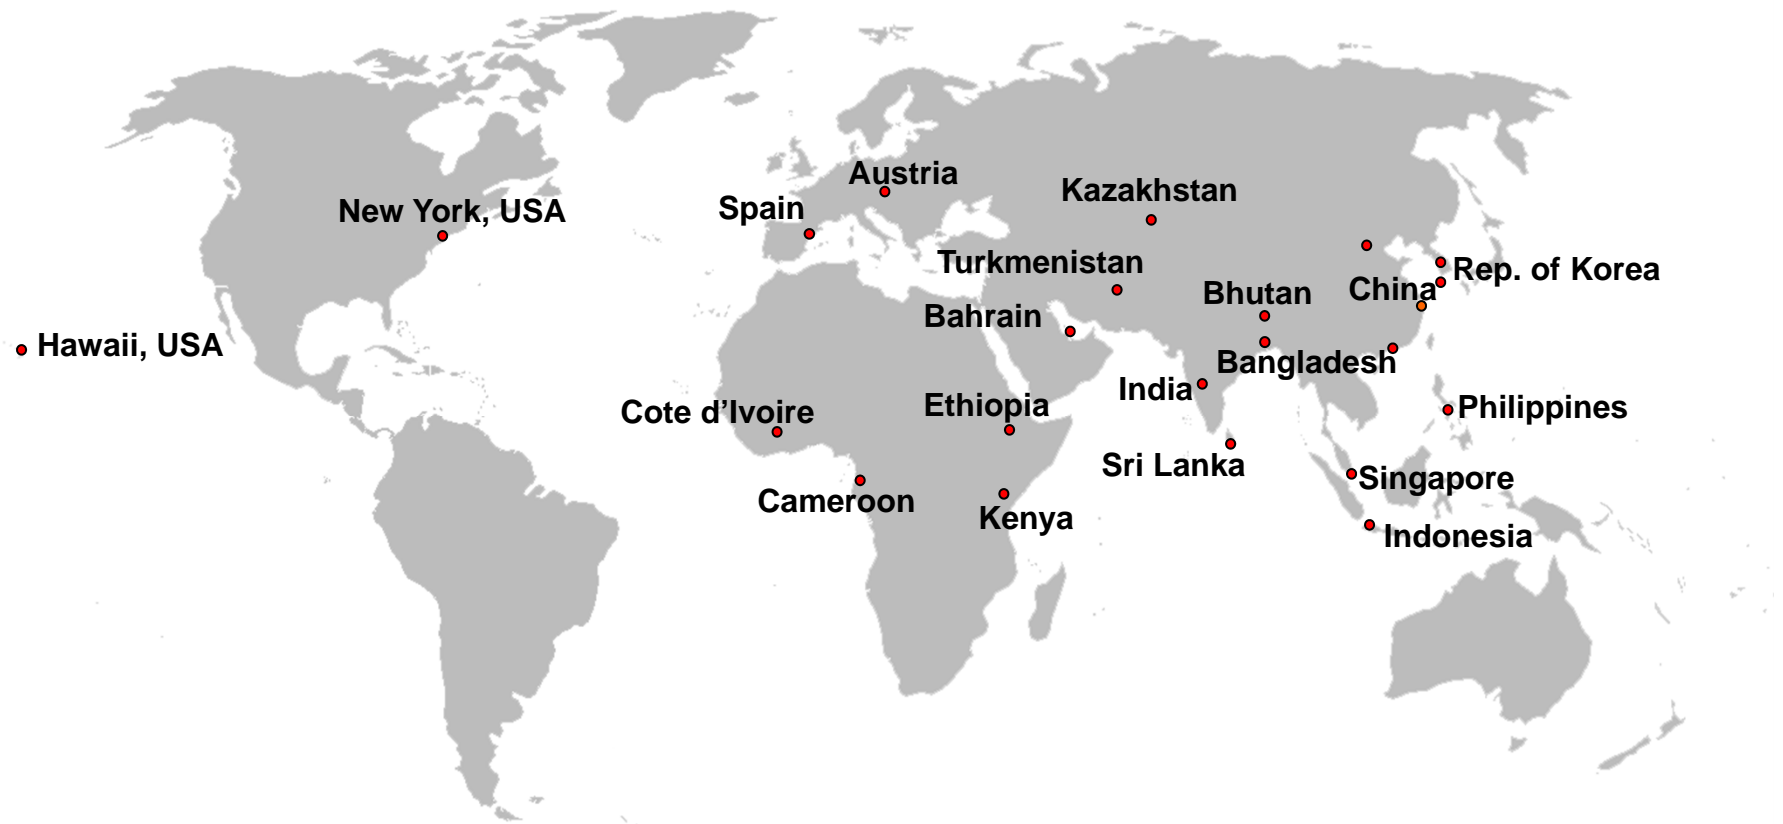 Austria
Kazakhstan
Spain
New York, USA
Turkmenistan
Rep. of Korea
China
Bhutan
Bahrain
Hawaii, USA
Bangladesh
India
Ethiopia
Philippines
Cote d’Ivoire
Sri Lanka
Singapore
Cameroon
Kenya
Indonesia